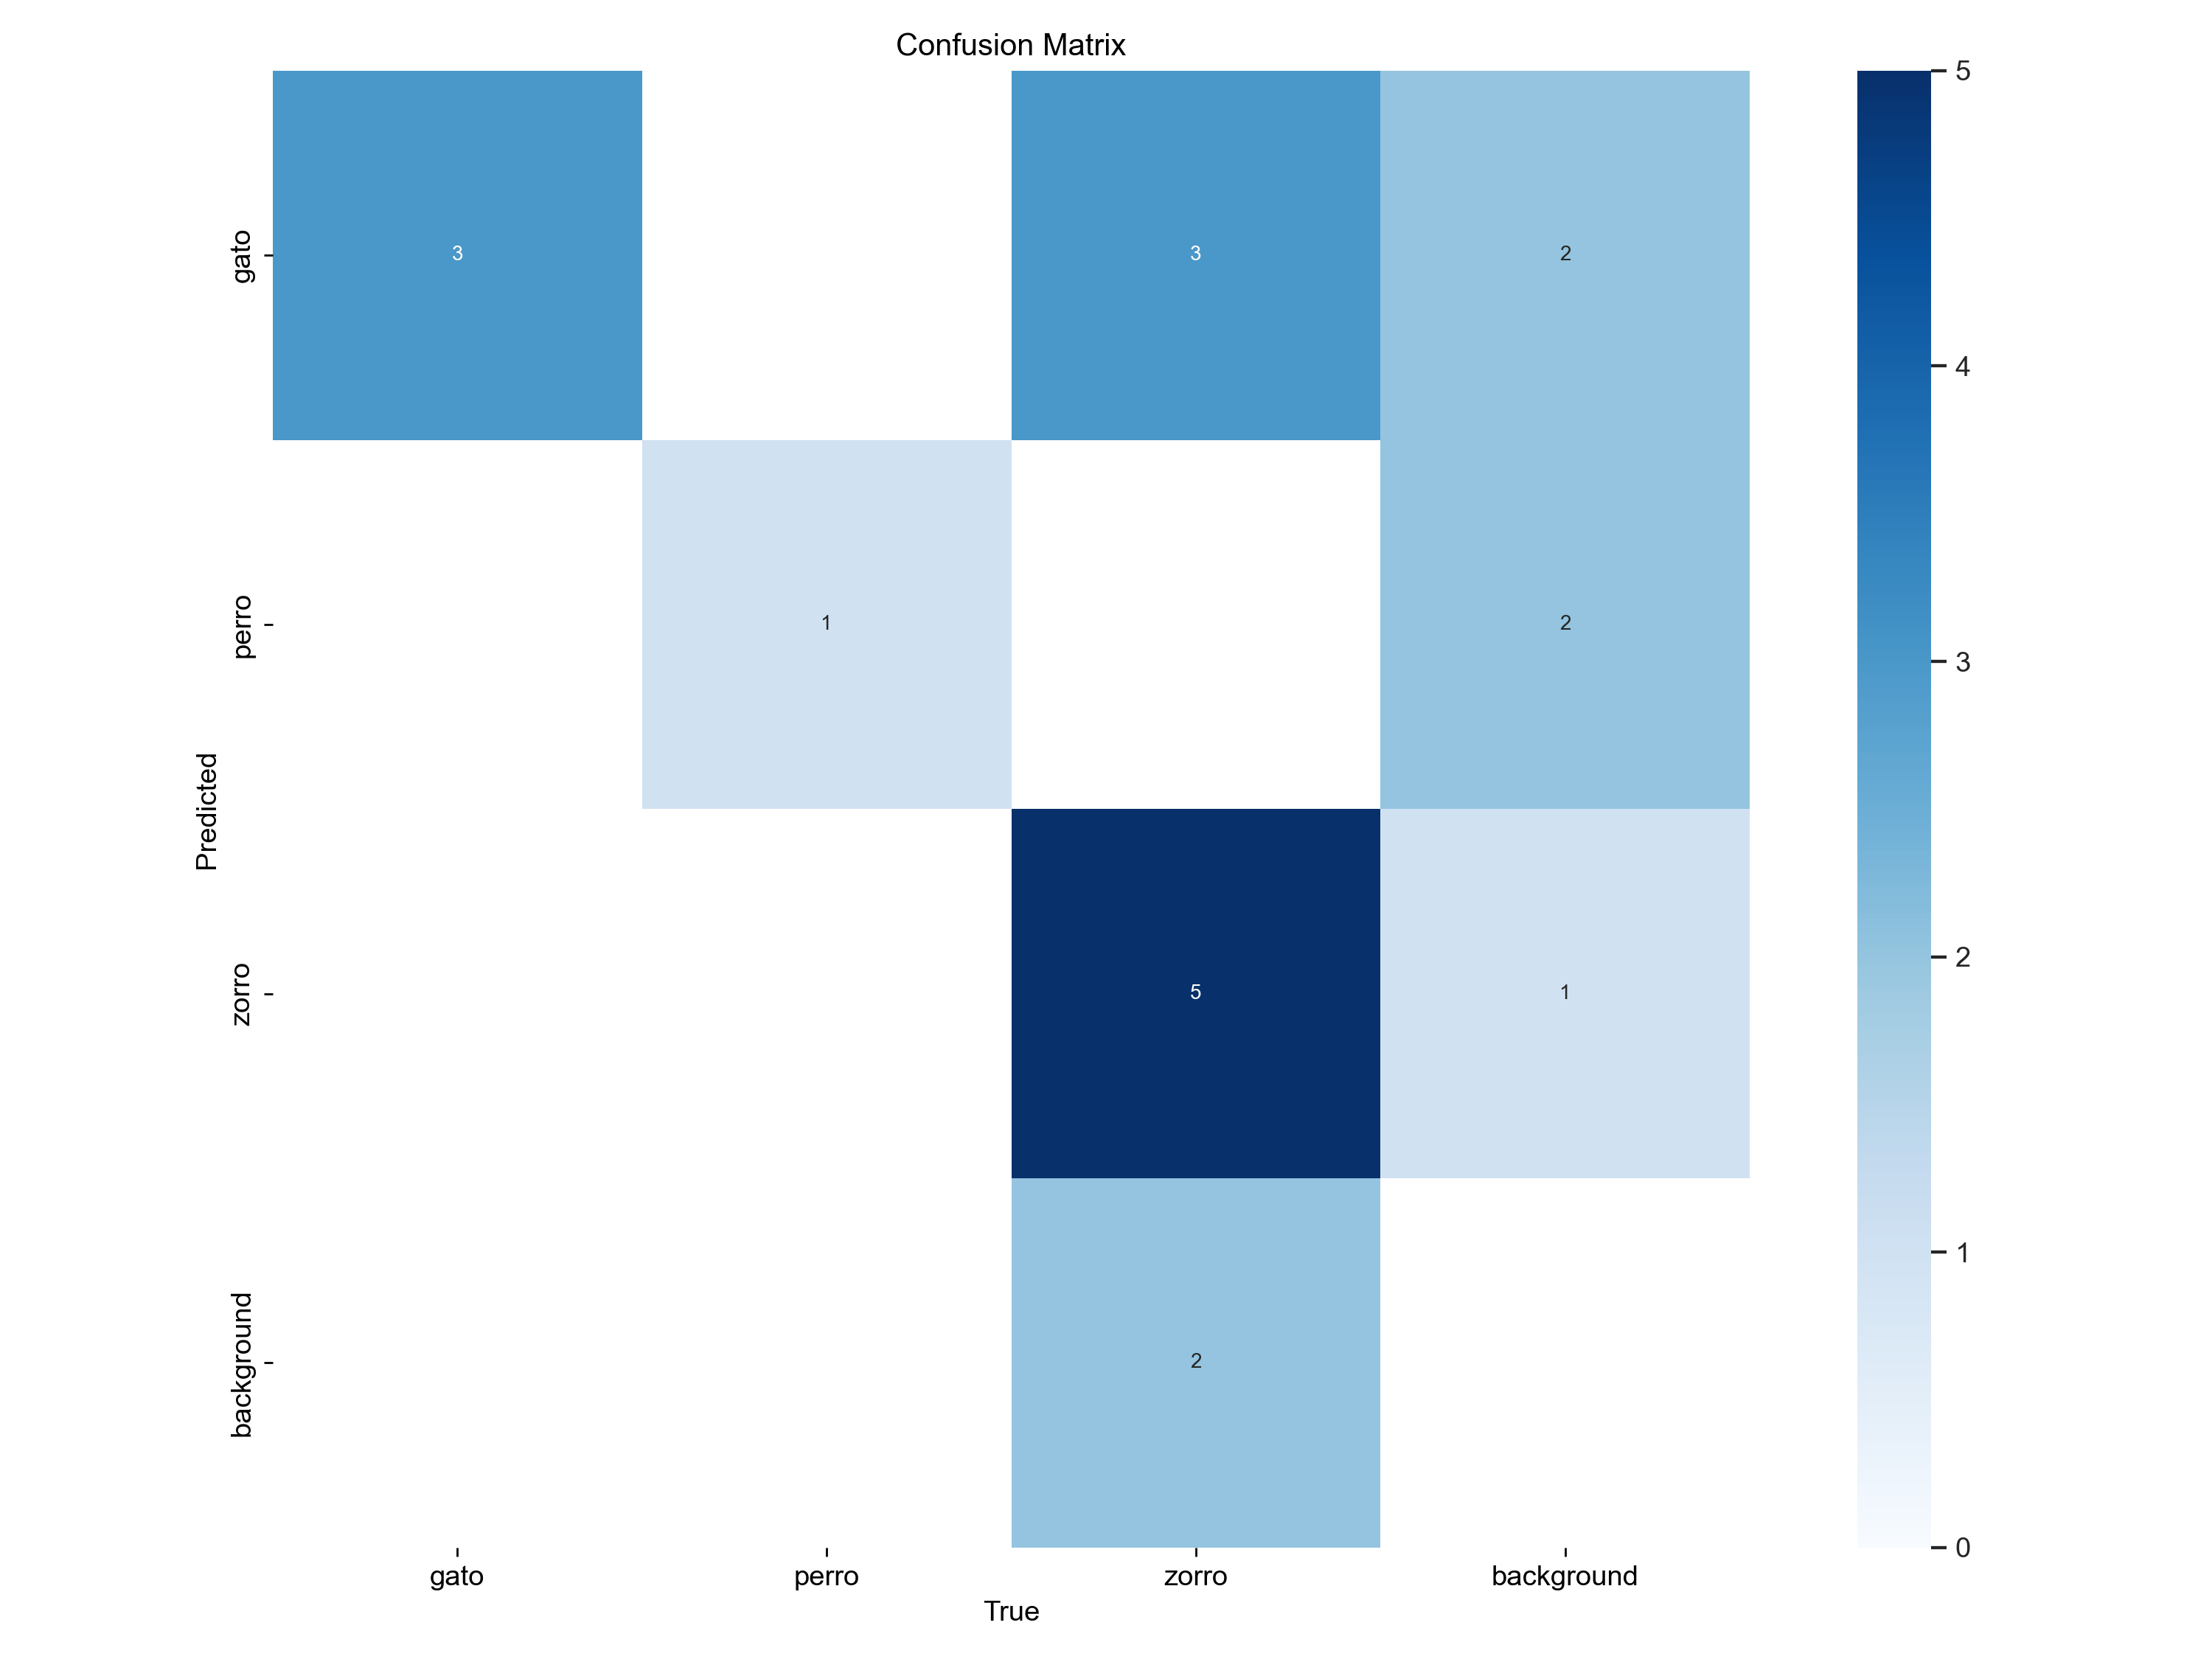 Confusion Matrix
gato
perro
zorro
background
Predicted
3
3
2
1
2
5
1
2
gato
perro
zorro
background
True
5
4
3
2
1
0